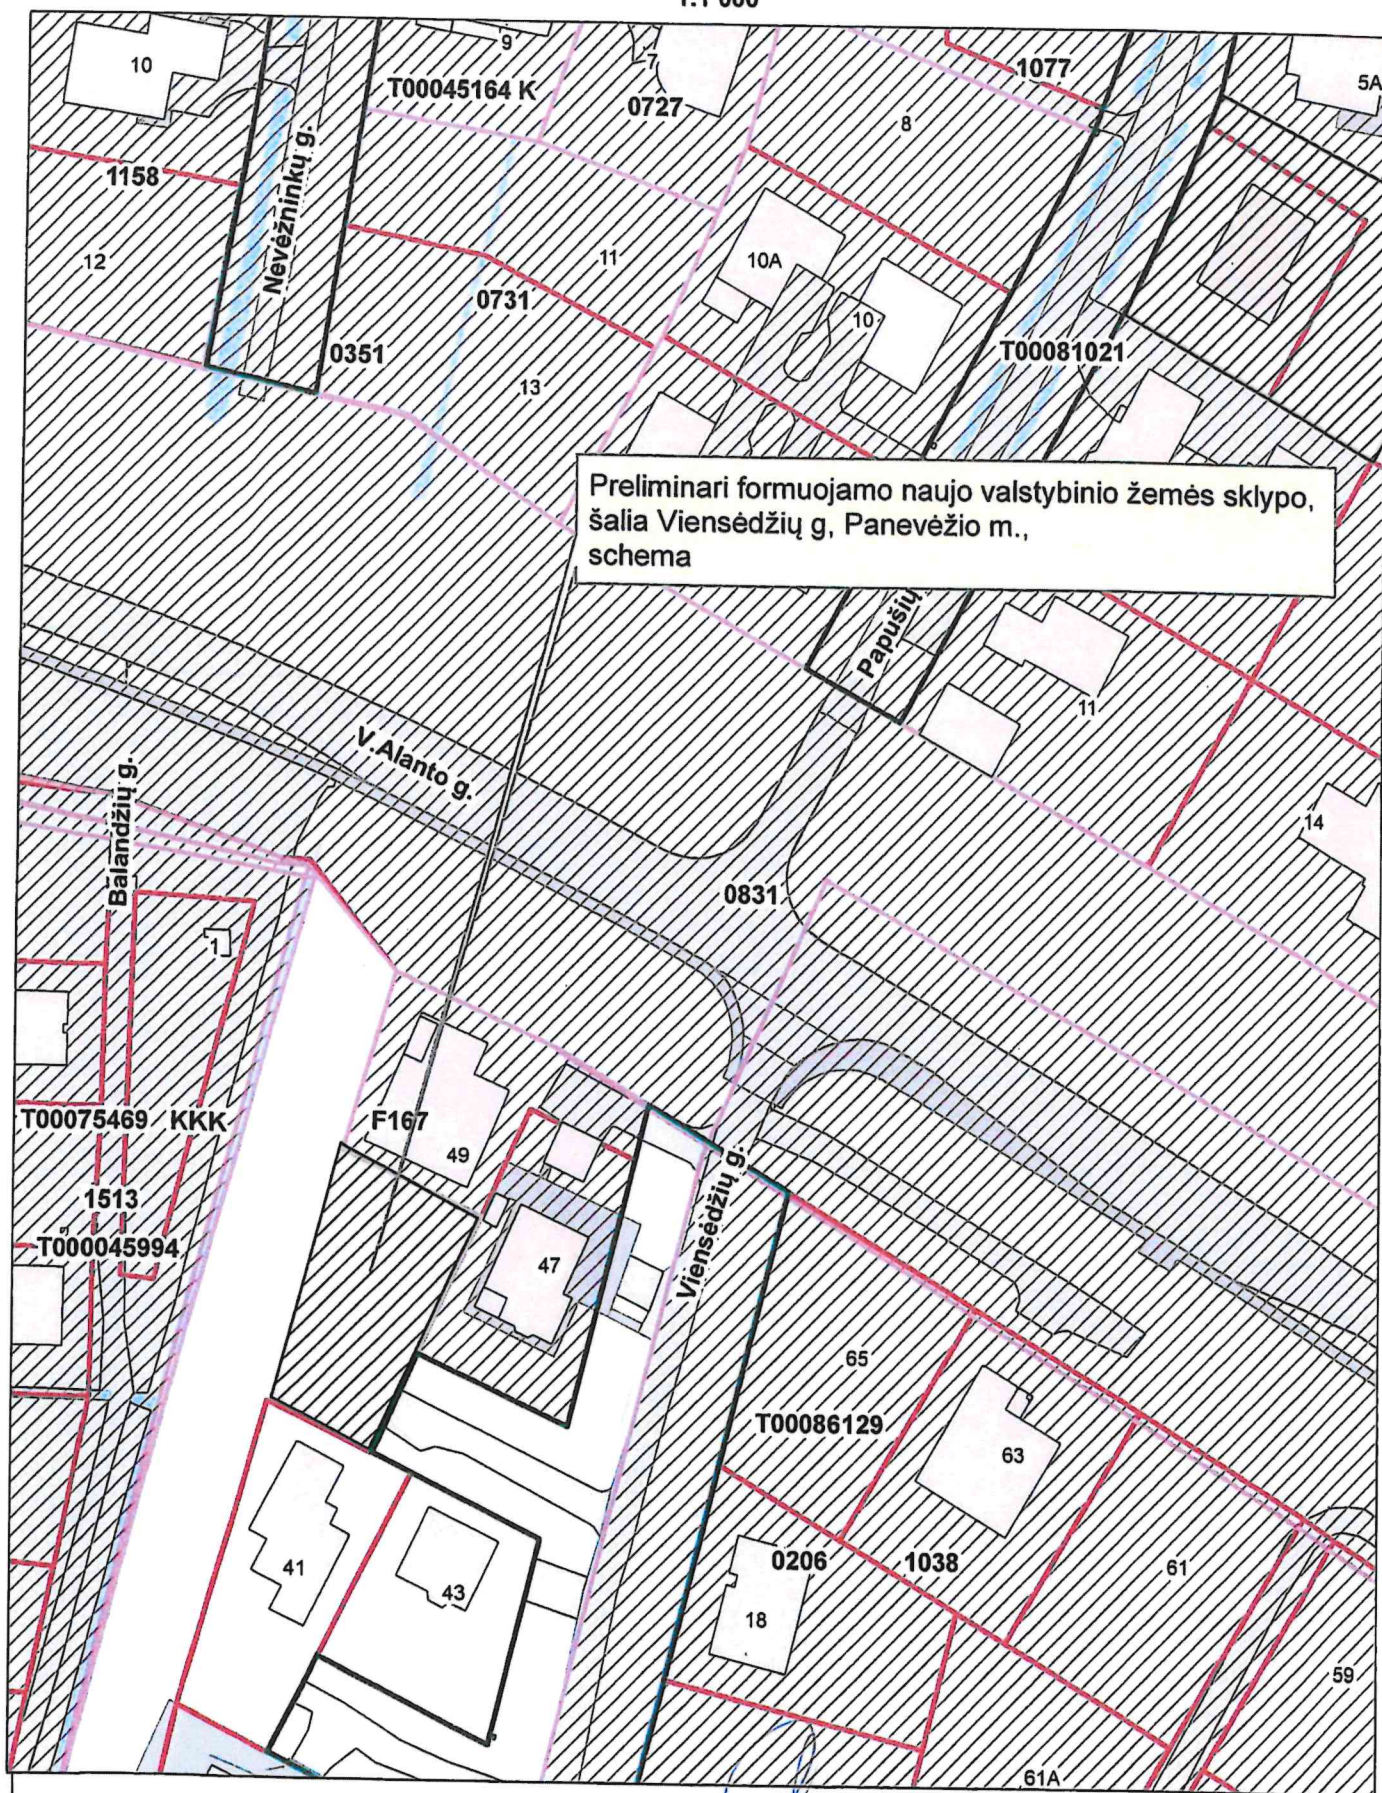 1:1 000
10
9
7
T00045164 K
0727
1077
5A
8
Nevėžninkų g.
1158
12
11
10A
0731
10
0351
T00081021
13
Preliminari formuojamo naujo valstybinio žemės sklypo,
šalia Viensėdžių g, Panevėžio m.,
schema
Papušių
11
V.Alanto g.
Balandžių g.
14
0831
1
T00075469
KKK
F167
49
1513
T000045994
47
Viensėdžių g.
65
T00086129
63
41
43
0206
1038
61
18
59
61A